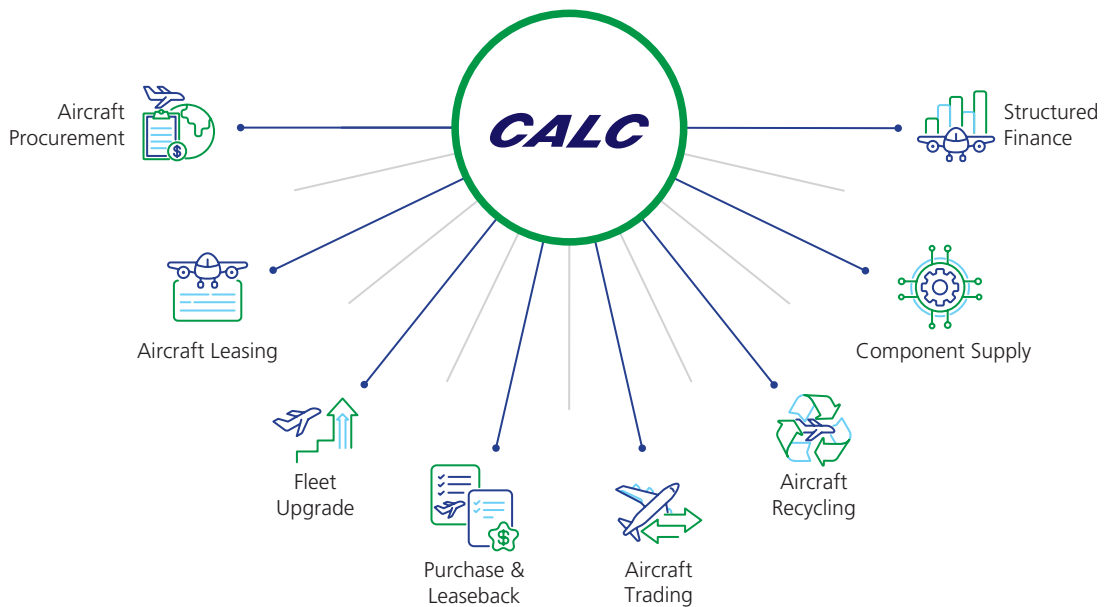 CALC
Aircraft
Procurement
Structured
Finance
Aircraft Leasing
Component Supply
Fleet
Upgrade
Aircraft
Recycling
Purchase &
Leaseback
Aircraft
Trading
$
$